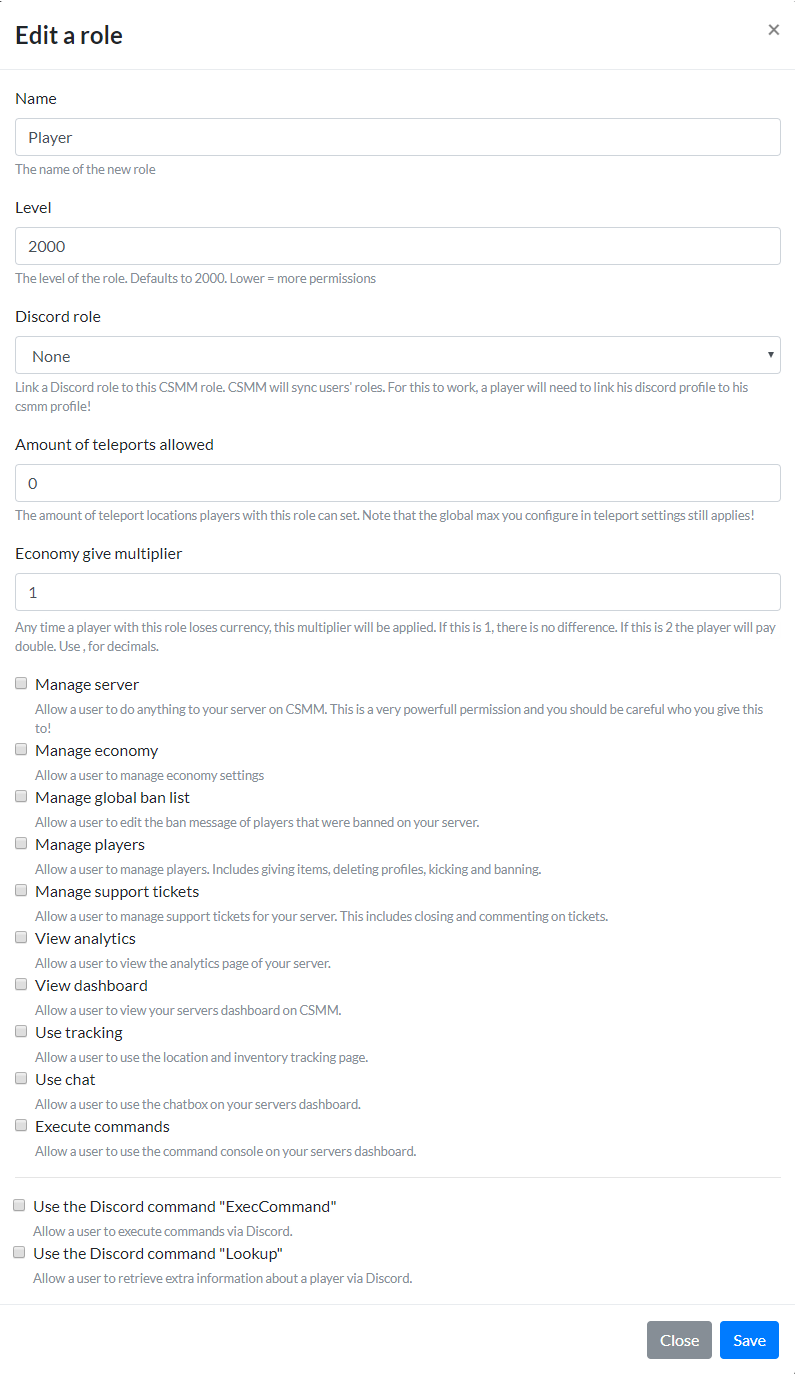 Edit a role
×
Name
Player
The name of the new role
Level
2000
The level of the role. Defaults to 2000. Lower = more permissions
Discord role
None
Link a Discord role to this CSMM role. CSMM will sync users' roles. For this to work, a player will need to link his discord profile to his
csmm profile!
Amount of teleports allowed
0
The amount of teleport locations players with this role can set. Note that the global max you configure in teleport settings still applies!
Economy give multiplier
1
Any time a player with this role loses currency, this multiplier will be applied. If this is 1, there is no difference. If this is 2 the player will pay
double. Use , for decimals.
Manage server
Allow a user to do anything to your server on CSMM. This is a very powerfull permission and you should be careful who you give this
to!
Manage economy
Allow a user to manage economy settings
Manage global ban list
Allow a user to edit the ban message of players that were banned on your server.
Manage players
Allow a user to manage players. Includes giving items, deleting profiles, kicking and banning.
Manage support tickets
Allow a user to manage support tickets for your server. This includes closing and commenting on tickets.
View analytics
Allow a user to view the analytics page of your server.
View dashboard
Allow a user to view your servers dashboard on CSMM.
Use tracking
Allow a user to use the location and inventory tracking page.
Use chat
Allow a user to use the chatbox on your servers dashboard.
Execute commands
Allow a user to use the command console on your servers dashboard.
Use the Discord command "ExecCommand"
Allow a user to execute commands via Discord.
Use the Discord command "Lookup"
Allow a user to retrieve extra information about a player via Discord.
Close Save